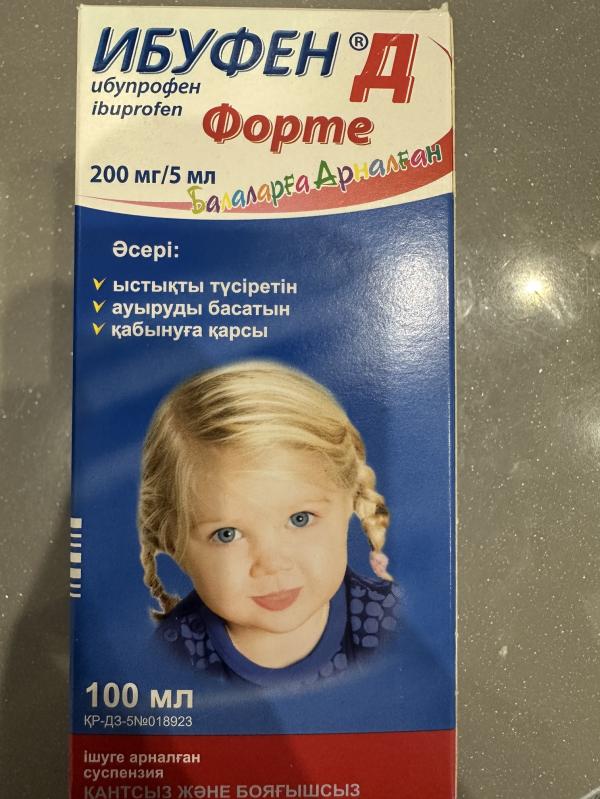 ИБУФЕН® Д
ибупрофен
ibuprofen
Форте
200 мг/5 мл
БалаларҒа АрналҒан
Әсері:
ыстықты түсіретін
ауыруды басатын
қабынуға қарсы
100 мл
ҚР-ДЗ-5№018923
ішуге арналған
суспензия
ҚАНТСЫЗ ЖӘНЕ БОЯҒЫШСЫЗ